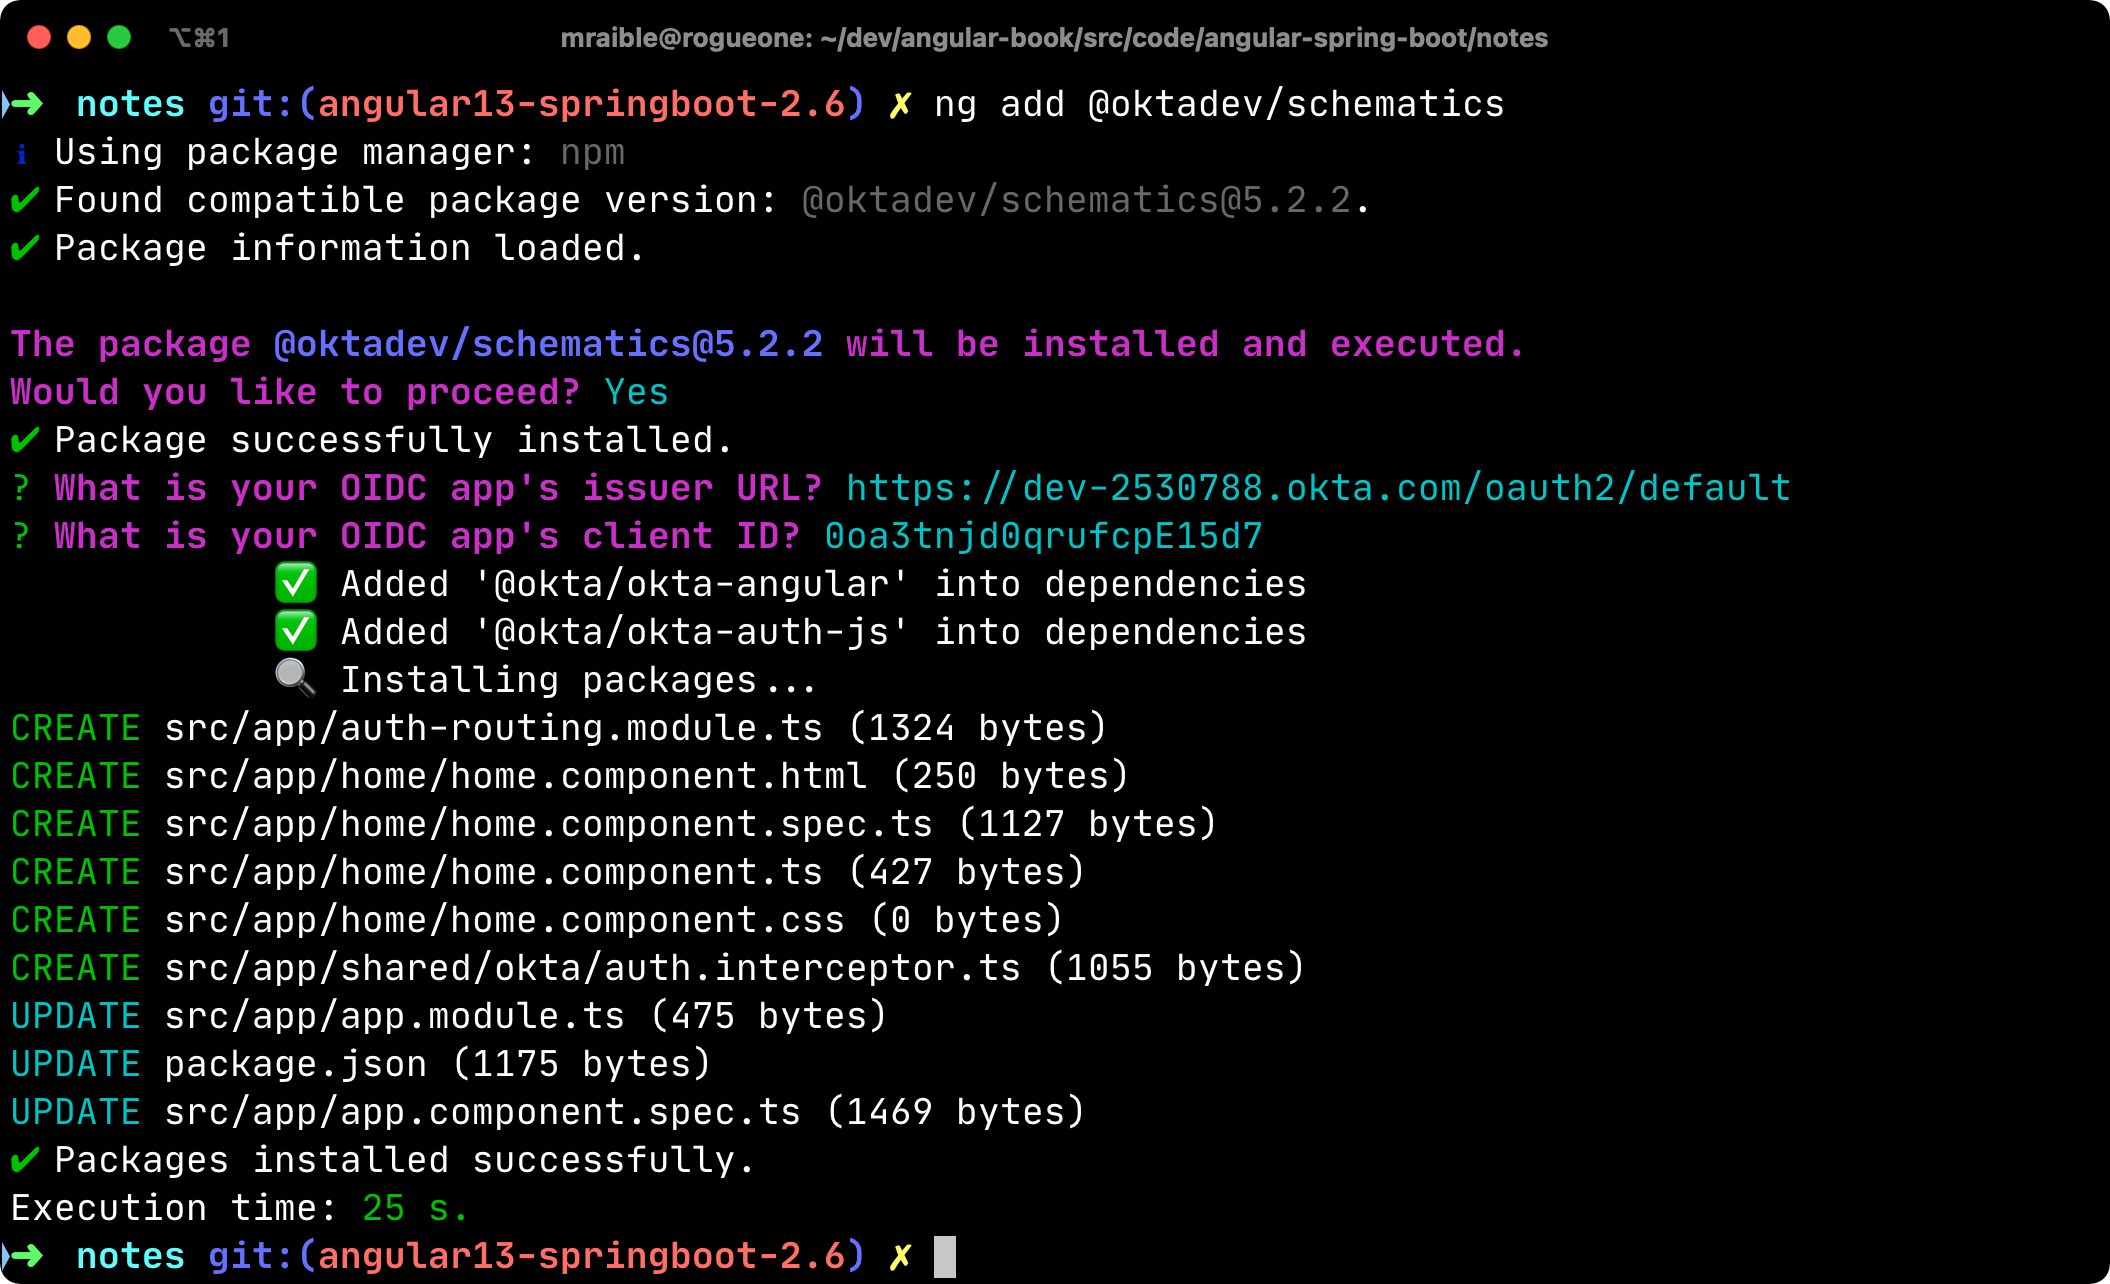 ⌥⌘1 mraible@rogueone: ~/dev/angular-book/src/code/angular-spring-boot/notes
➜ notes git:(angular13-springboot-2.6) ✗ ng add @oktadev/schematics
ℹ Using package manager: npm
✔ Found compatible package version: @oktadev/schematics@5.2.2.
✔ Package information loaded.
The package @oktadev/schematics@5.2.2 will be installed and executed.
Would you like to proceed? Yes
✔ Package successfully installed.
? What is your OIDC app's issuer URL? https://dev-2530788.okta.com/oauth2/default
? What is your OIDC app's client ID? 0oa3tnjd0qrufcpE15d7
✅ Added '@okta/okta-angular' into dependencies
✅ Added '@okta/okta-auth-js' into dependencies
🔍 Installing packages...
CREATE src/app/auth-routing.module.ts (1324 bytes)
CREATE src/app/home/home.component.html (250 bytes)
CREATE src/app/home/home.component.spec.ts (1127 bytes)
CREATE src/app/home/home.component.ts (427 bytes)
CREATE src/app/home/home.component.css (0 bytes)
CREATE src/app/shared/okta/auth.interceptor.ts (1055 bytes)
UPDATE src/app/app.module.ts (475 bytes)
UPDATE package.json (1175 bytes)
UPDATE src/app/app.component.spec.ts (1469 bytes)
✔ Packages installed successfully.
Execution time: 25 s.
➜ notes git:(angular13-springboot-2.6) ✗